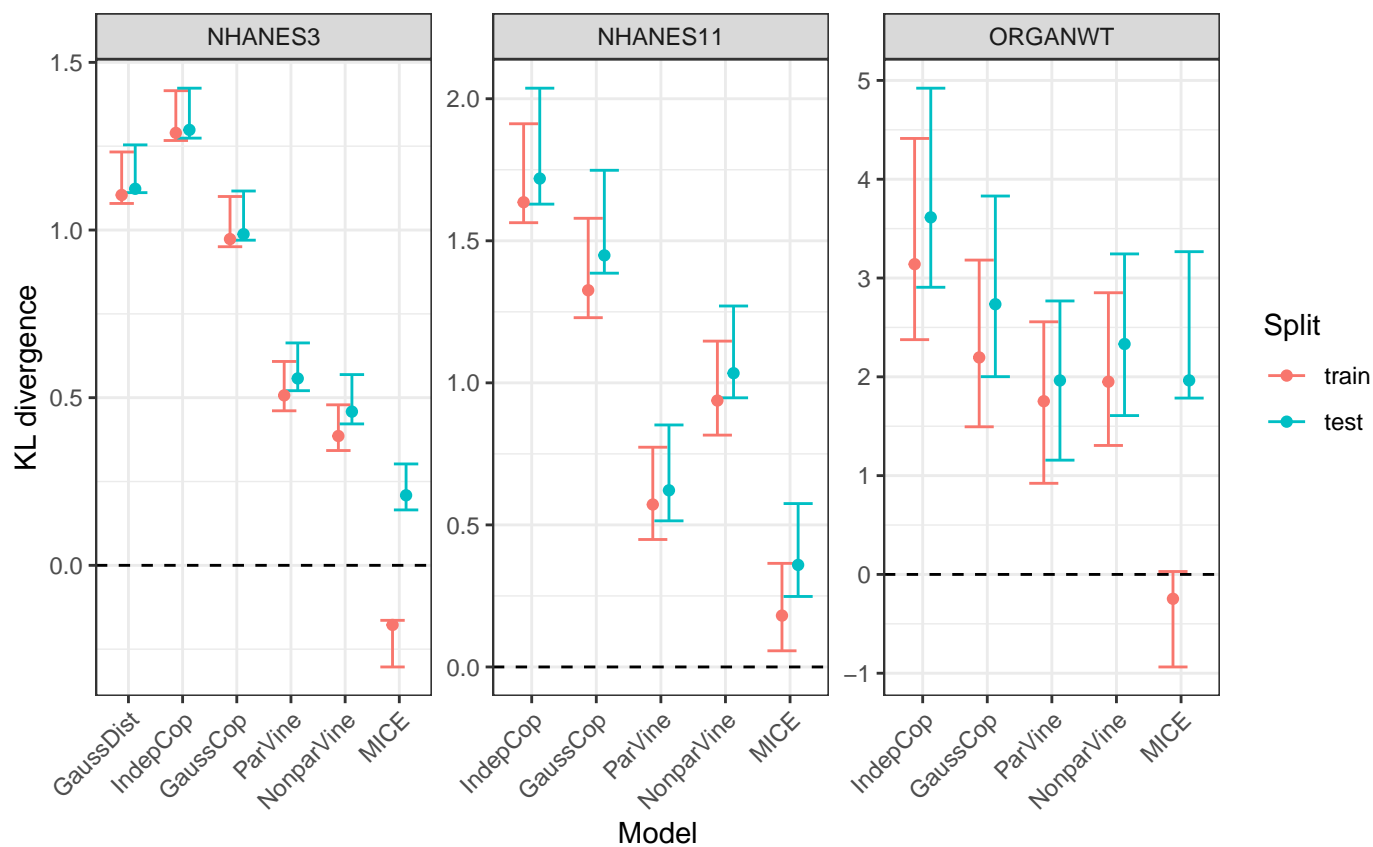 NHANES3 NHANES11 ORGANWT
KL divergence
1.5
1.0
0.5
0.0
2.0
1.5
1.0
0.5
0.0
5
4
3
2
1
0
−1
GaussDist IndepCop GaussCop ParVine NonparVine MICE
IndepCop GaussCop ParVine NonparVine MICE
IndepCop GaussCop ParVine NonparVine MICE
Model
Split
train
test